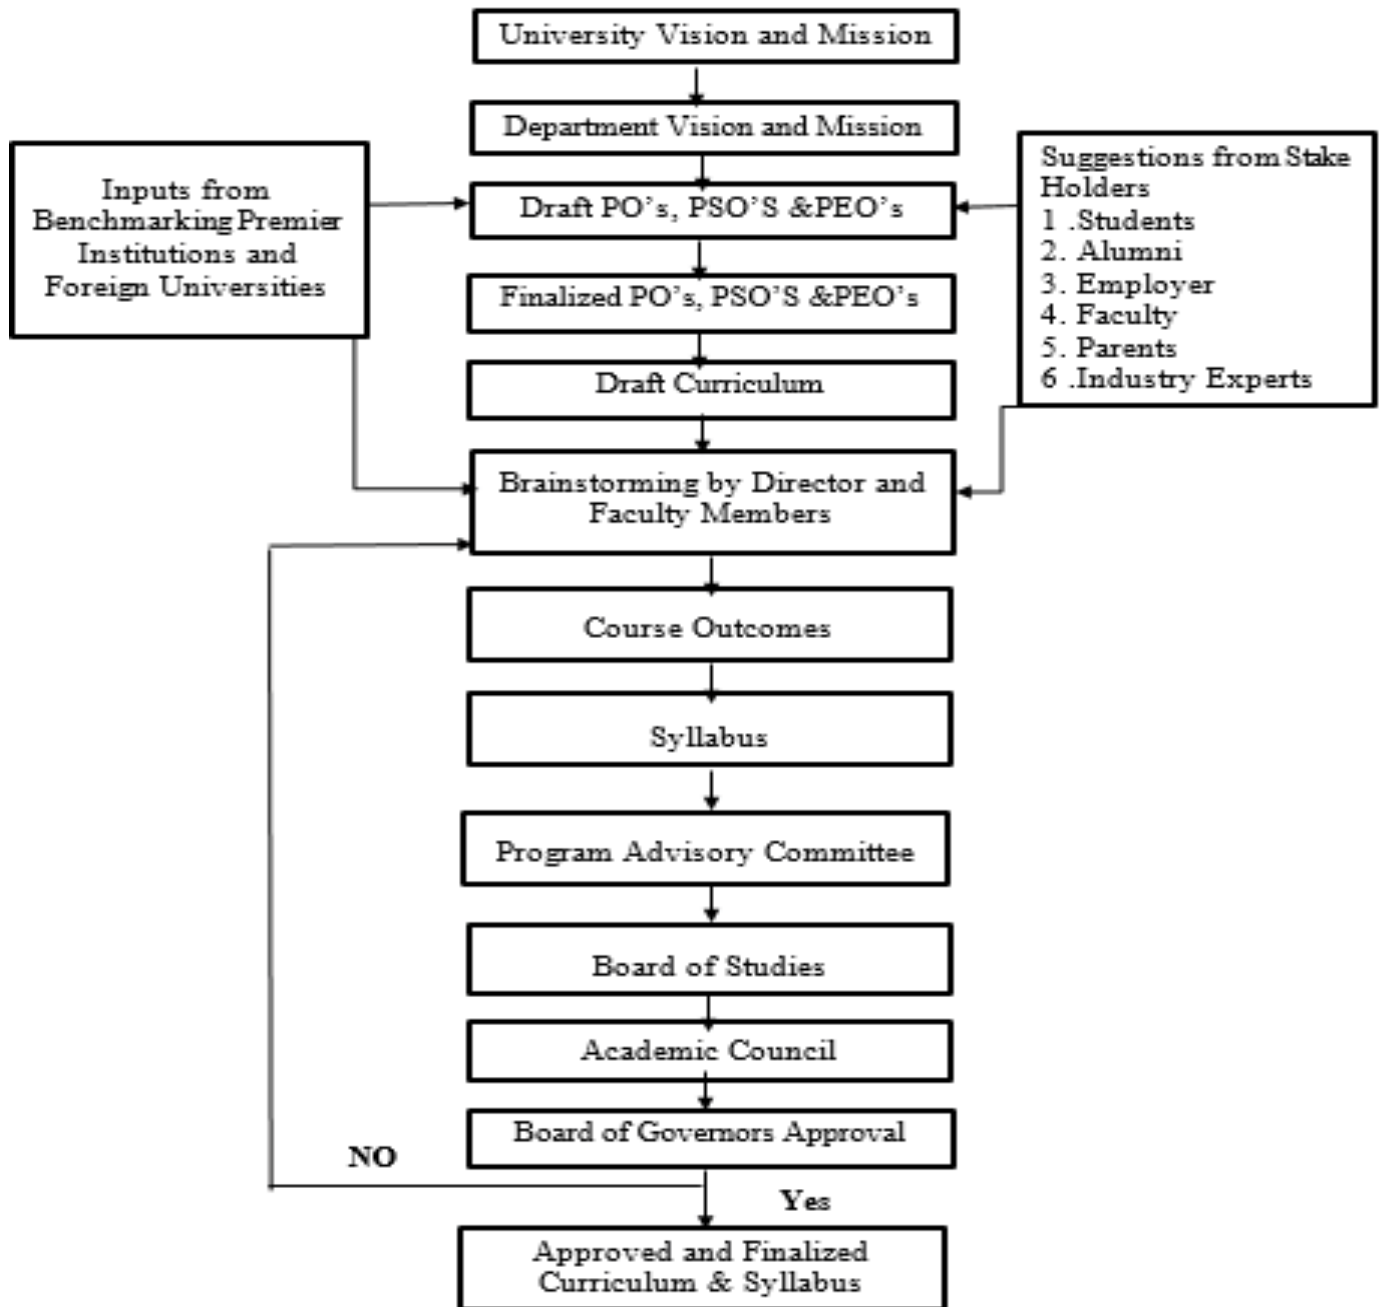 University Vision and Mission
Department Vision and Mission
Inputs from
Benchmarking Premier
Institutions and
Foreign Universities
Suggestions from Stake
Holders
1 .Students
2. Alumni
3. Employer
4. Faculty
5. Parents
6 .Industry Experts
Draft PO's, PSO'S &PEO's
Finalized PO's, PSO'S &PEO's
Draft Curriculum
Brainstorming by Director and
Faculty Members
Course Outcomes
Syllabus
Program Advisory Committee
Board of Studies
Academic Council
Board of Governors Approval
NO
Yes
Approved and Finalized
Curriculum & Syllabus